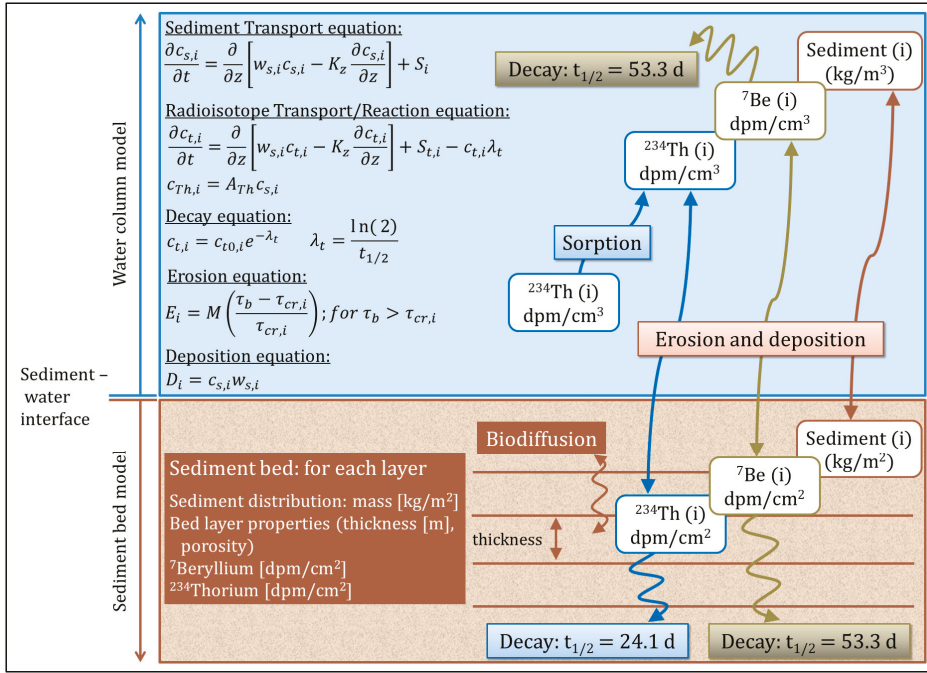 Water column model
Sediment –
water
interface
Sediment bed model
Sediment Transport equation:
∂c_{s,i}/∂t = ∂/∂z [w_{s,i}c_{s,i} − K_z ∂c_{s,i}/∂z] + S_i
Radioisotope Transport/Reaction equation:
∂c_{t,i}/∂t = ∂/∂z [w_{s,i}c_{t,i} − K_z ∂c_{t,i}/∂z] + S_{t,i} − c_{t,i}λ_t
c_{Th,i} = A_{Th}c_{s,i}
Decay equation:
c_{t,i} = c_{t0,i}e^{−λ_t} λ_t = ln(2)/t_{1/2}
Erosion equation:
E_i = M((τ_b − τ_{cr,i})/τ_{cr,i}); for τ_b > τ_{cr,i}
Deposition equation:
D_i = c_{s,i}w_{s,i}
Decay: t_{1/2} = 53.3 d
Sediment (i)
(kg/m³)
⁷Be (i)
dpm/cm³
²³⁴Th (i)
dpm/cm³
Sorption
²³⁴Th (i)
dpm/cm³
Erosion and deposition
Biodiffusion
Sediment (i)
(kg/m²)
⁷Be (i)
dpm/cm²
²³⁴Th (i)
dpm/cm²
thickness
Sediment bed: for each layer
Sediment distribution: mass [kg/m²]
Bed layer properties (thickness [m],
porosity)
⁷Beryllium [dpm/cm²]
²³⁴Thorium [dpm/cm²]
Decay: t_{1/2} = 24.1 d
Decay: t_{1/2} = 53.3 d